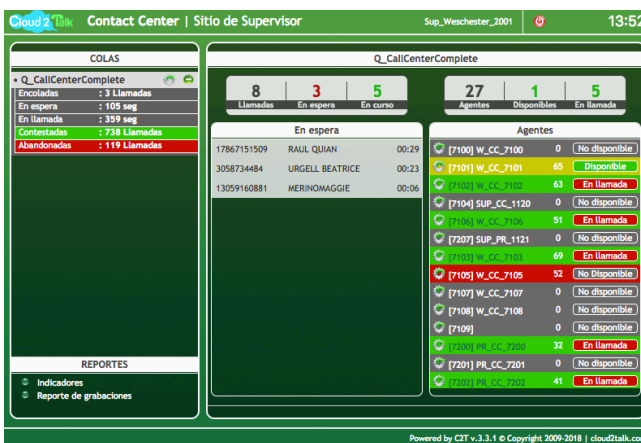 Cloud2Talk Contact Center | Sitio de Supervisor Sup_Weschester_2001 13:52
COLAS
Q_CallCenterComplete
Encoladas : 3 Llamadas
En espera : 105 seg
En llamada : 359 seg
Contestadas : 738 Llamadas
Abandonadas : 119 Llamadas
REPORTES
Indicadores
Reporte de grabaciones
Q_CallCenterComplete
8 3 5
Llamadas En espera En curso
27 1 5
Agentes Disponibles En llamada
En espera
17867151509 RAUL QUIAN 00:29
3058734484 URGELL BEATRICE 00:23
13059160881 MERINOMAGGIE 00:06
Agentes
[7100] W_CC_7100 0 No disponible
[7101] W_CC_7101 65 Disponible
[7102] W_CC_7102 63 En llamada
[7104] SUP_CC_1120 0 No disponible
[7106] W_CC_7106 51 En llamada
[7207] SUP_PR_1121 0 No disponible
[7103] W_CC_7103 69 En llamada
[7105] W_CC_7105 52 No Disponible
[7107] W_CC_7107 0 No disponible
[7108] W_CC_7108 0 No disponible
[7109] 0 No disponible
[7200] PR_CC_7200 32 En llamada
[7201] PR_CC_7201 0 No disponible
[7202] PR_CC_7202 41 En llamada
Powered by C2T v.3.3.1 © Copyright 2009-2018 | cloud2talk.co